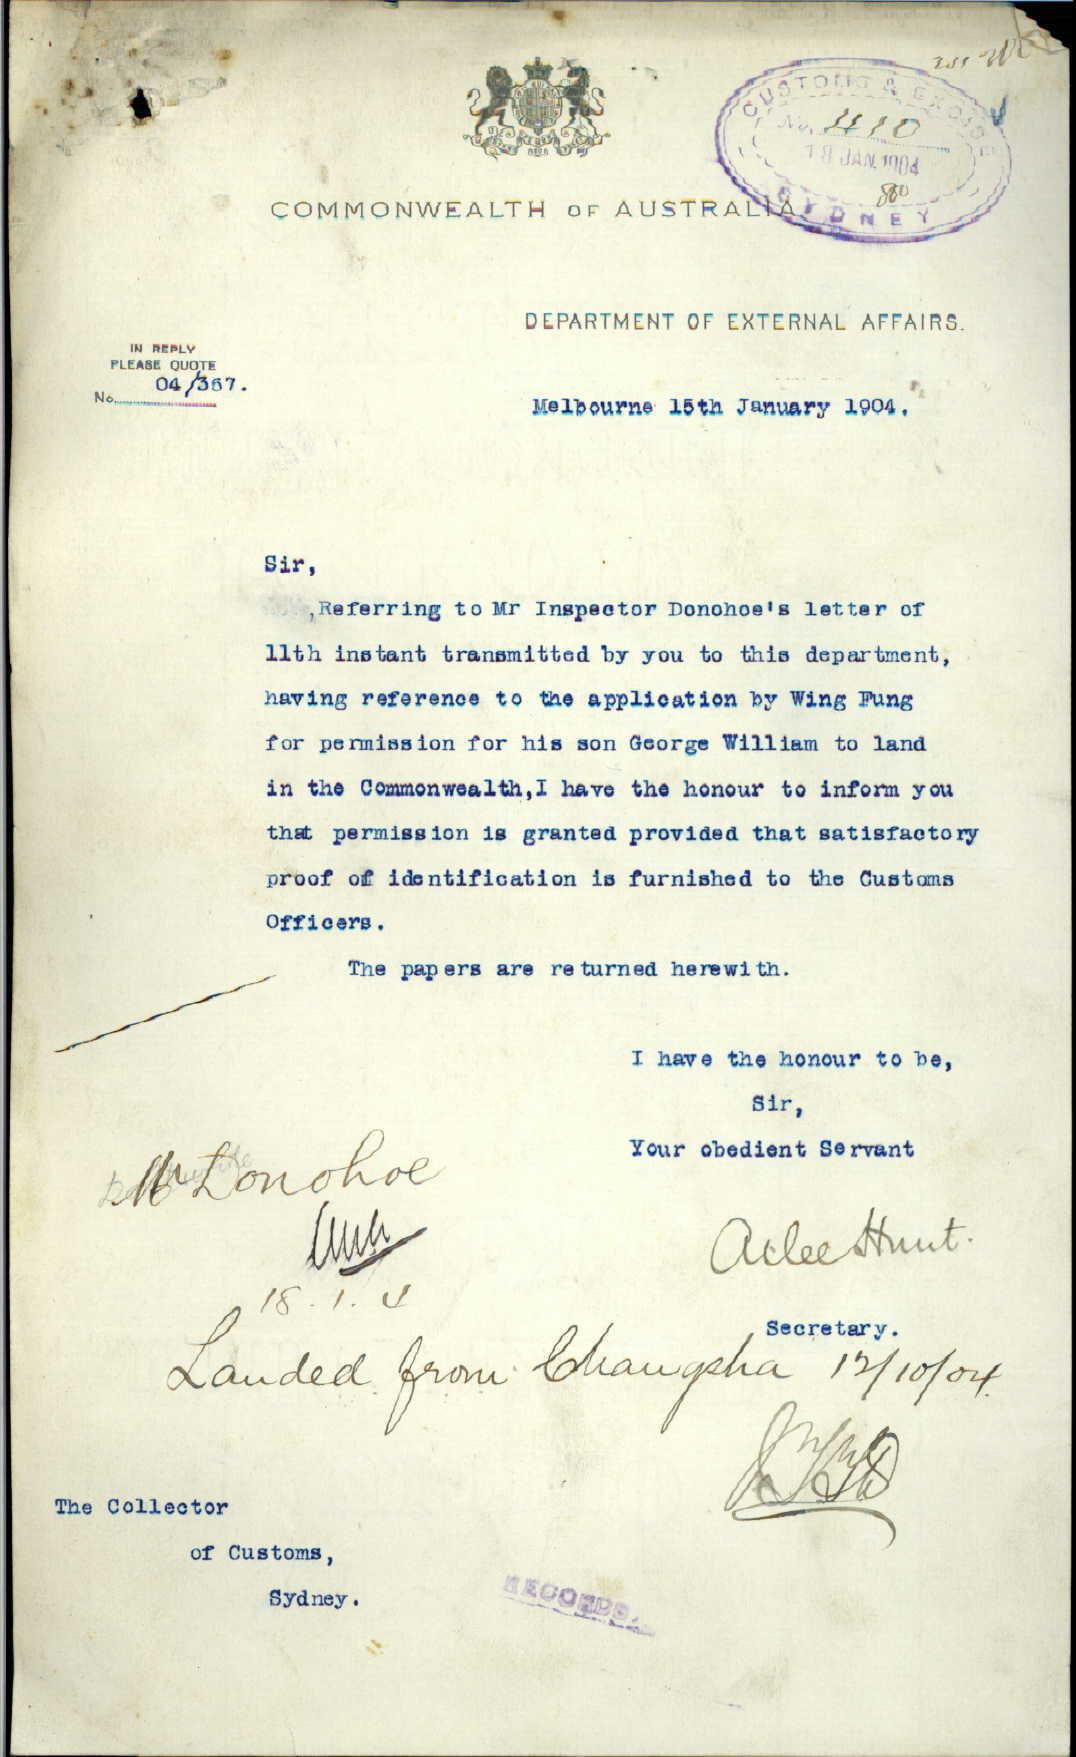 CUSTOMS & EXCISE
No. 1110
18 JAN. 1904
880
SYDNEY
COMMONWEALTH OF AUSTRALIA
DEPARTMENT OF EXTERNAL AFFAIRS.
IN REPLY
PLEASE QUOTE
No. 04/367.
Melbourne 15th January 1904.
Sir,
,Referring to Mr Inspector Donohoe's letter of
11th instant transmitted by you to this department,
having reference to the application by Wing Fung
for permission for his son George William to land
in the Commonwealth,I have the honour to inform you
that permission is granted provided that satisfactory
proof of identification is furnished to the Customs
Officers.
The papers are returned herewith.
I have the honour to be,
Sir,
Your obedient Servant
Mr Donohoe
Atlee Hunt.
18.1.4
Secretary.
Landed from Changsha 12/10/04.
The Collector
of Customs,
Sydney.
RECORDS.